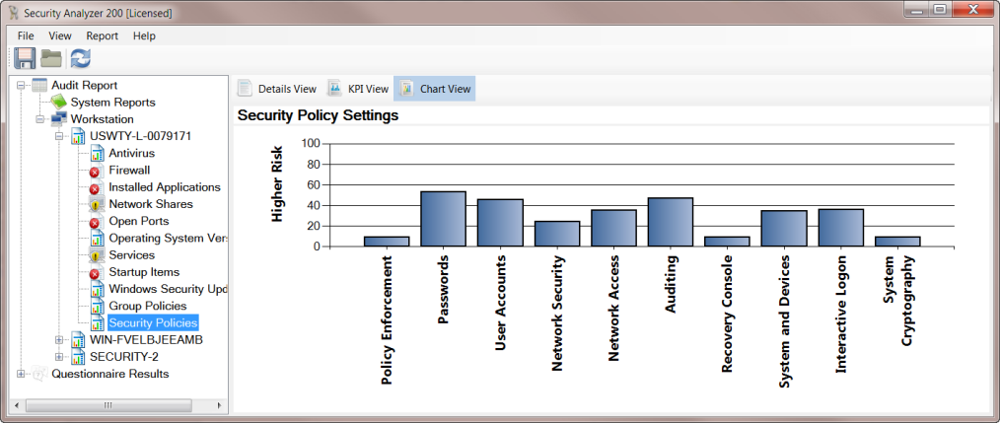 Security Analyzer 200 [Licensed]
File View Report Help
Audit Report
System Reports
Workstation
USWTY-L-0079171
Antivirus
Firewall
Installed Applications
Network Shares
Open Ports
Operating System Ver
Services
Startup Items
Windows Security Upd
Group Policies
Security Policies
WIN-FVELBJEEAMB
SECURITY-2
Questionnaire Results
Details View KPI View Chart View
Security Policy Settings
Higher Risk
100
80
60
40
20
0
Policy Enforcement
Passwords
User Accounts
Network Security
Network Access
Auditing
Recovery Console
System and Devices
Interactive Logon
System
Cryptography